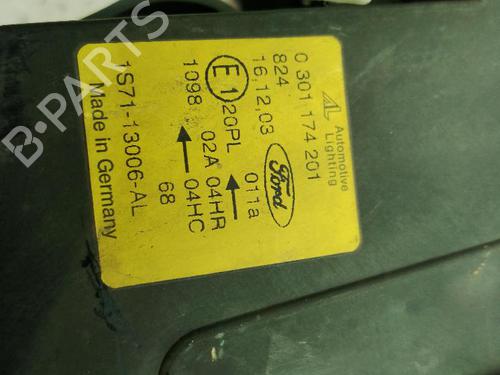 AL Automotive
Lighting
0 301 174 201
824
16.12.03
Ford
E1
20PL 011a
02A 04HR
1098 04HC
68
1S71-13006-AL
Made in Germany
B-PARTS